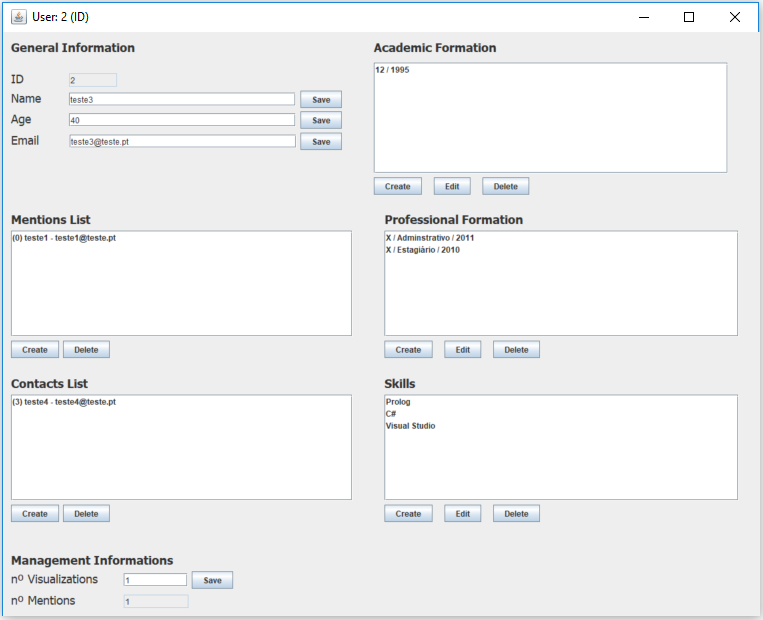 User: 2 (ID)
General Information
ID 2
Name teste3 Save
Age 40 Save
Email teste3@teste.pt Save
Academic Formation
12 / 1995
Create Edit Delete
Mentions List
(0) teste1 - teste1@teste.pt
Create Delete
Professional Formation
X / Adminstrativo / 2011
X / Estagiário / 2010
Create Edit Delete
Contacts List
(3) teste4 - teste4@teste.pt
Create Delete
Skills
Prolog
C#
Visual Studio
Create Edit Delete
Management Informations
nº Visualizations 1 Save
nº Mentions 1